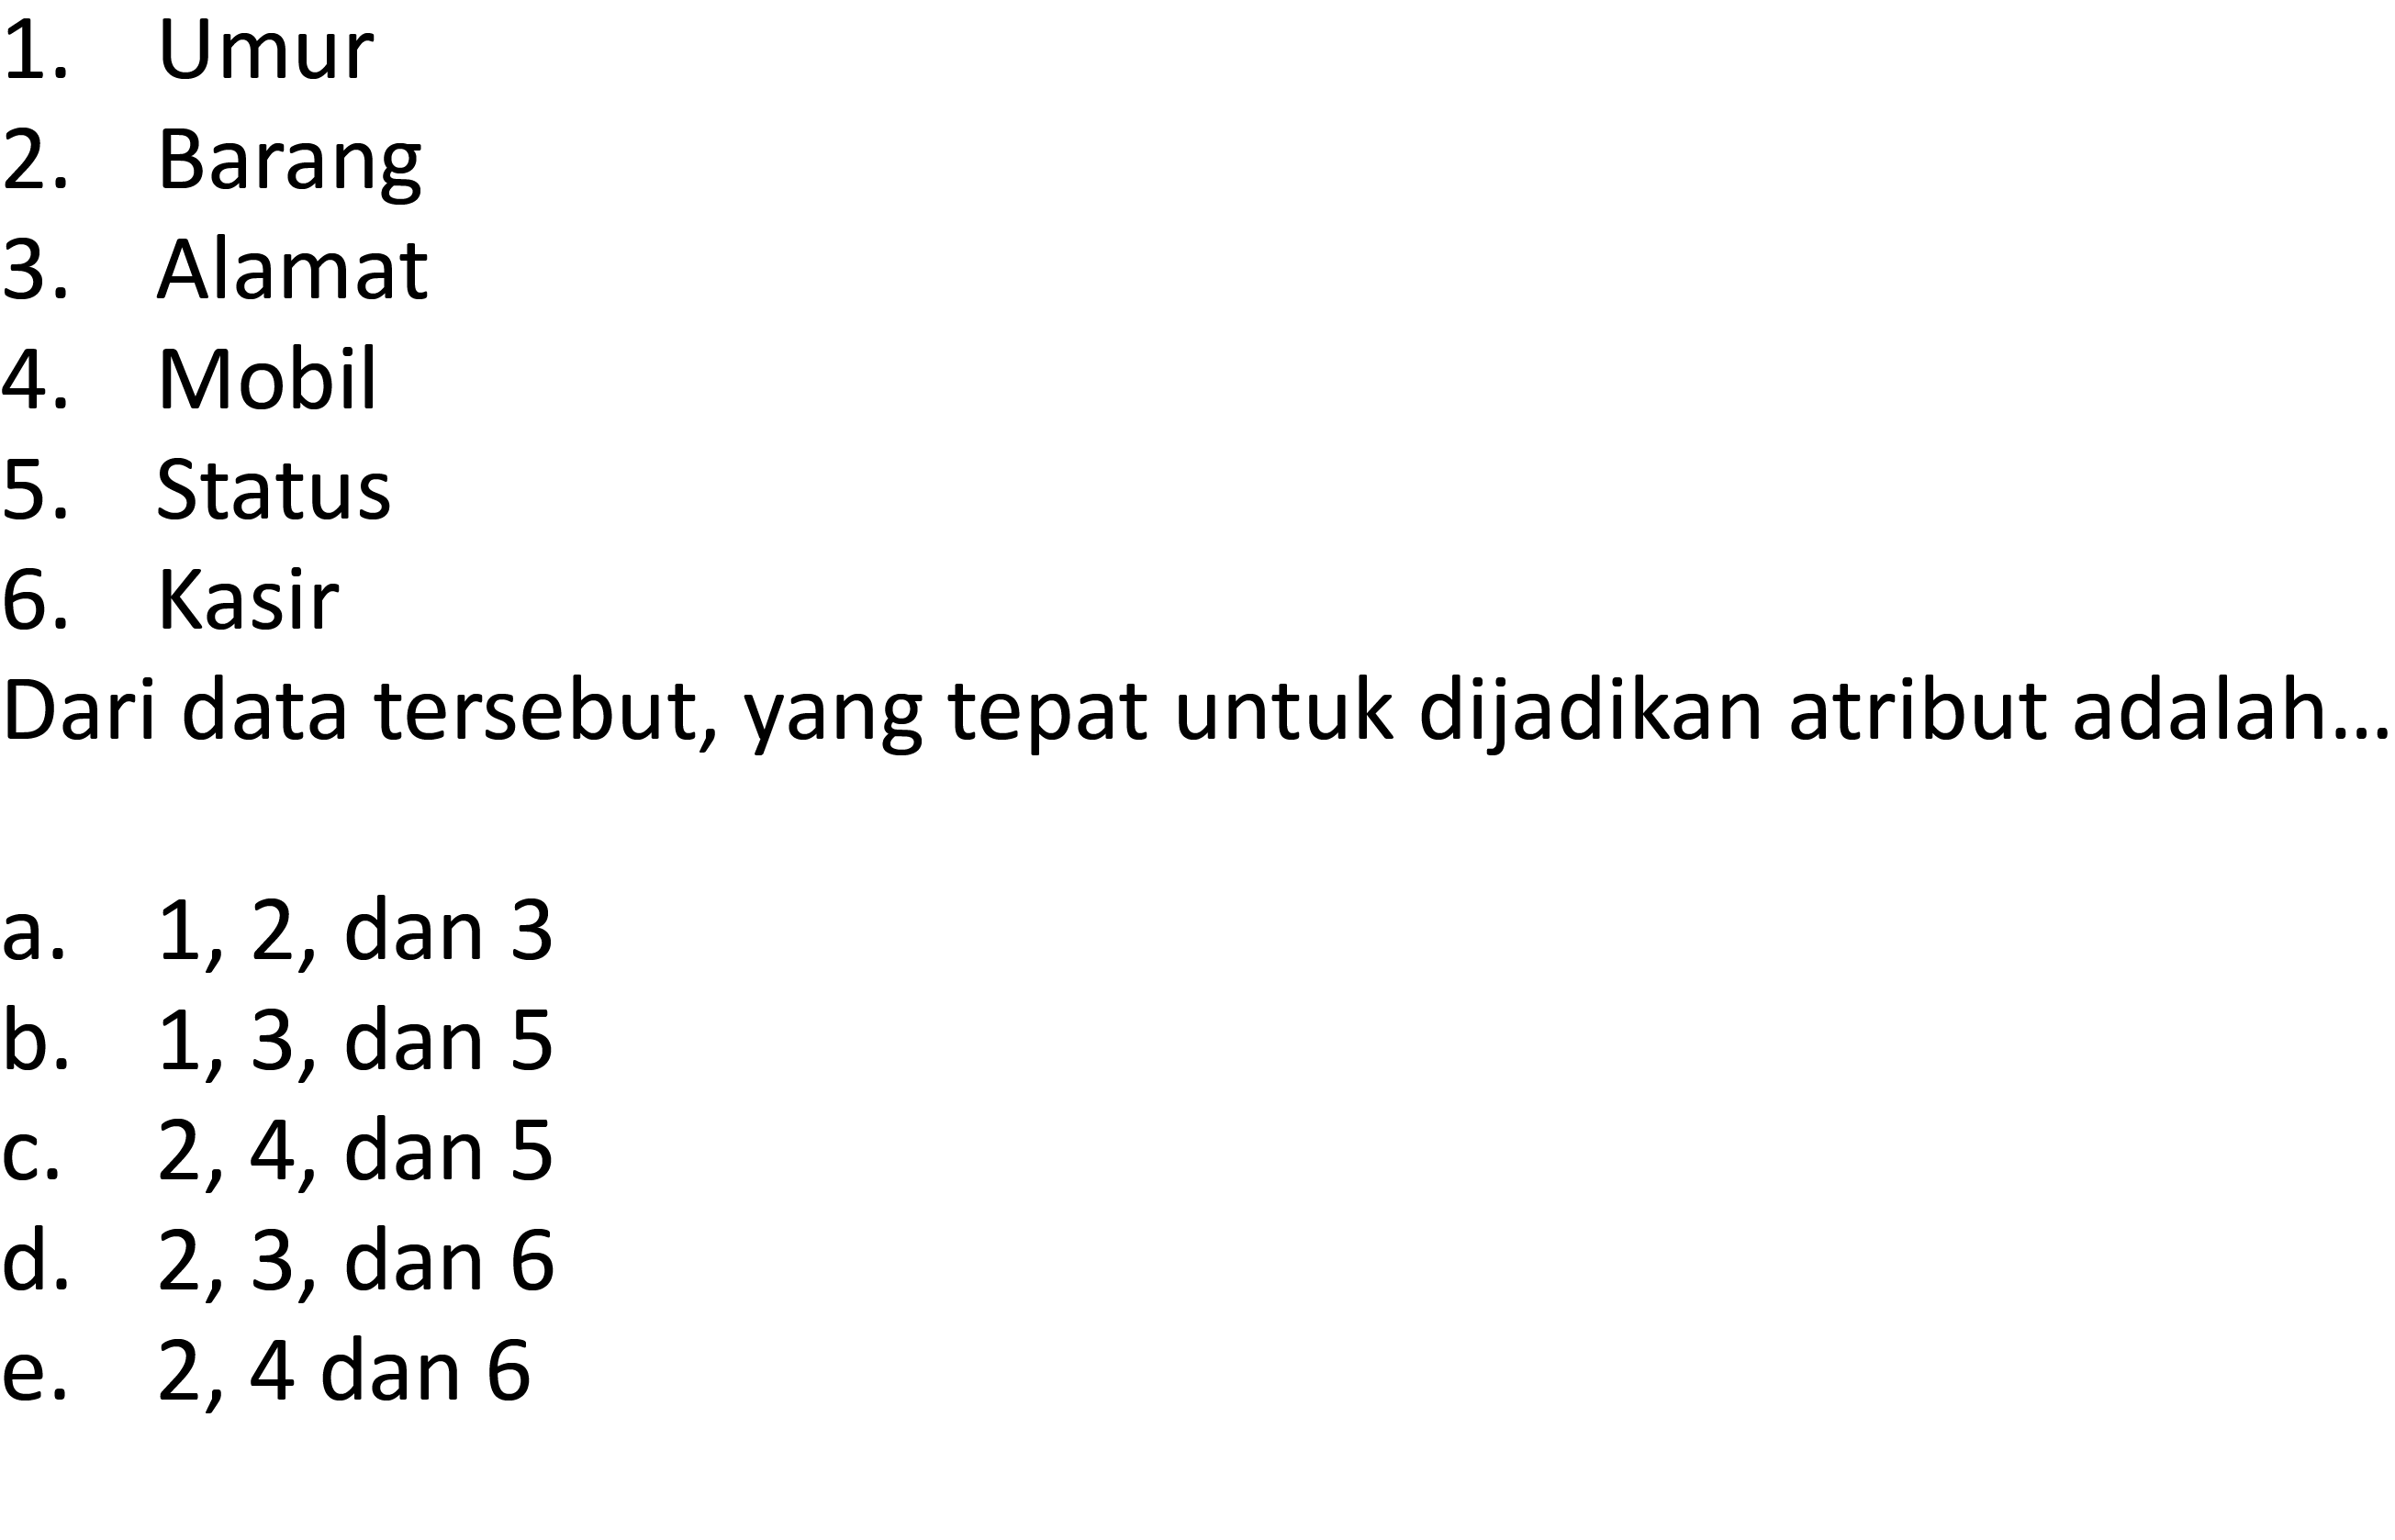 1. Umur
2. Barang
3. Alamat
4. Mobil
5. Status
6. Kasir
Dari data tersebut, yang tepat untuk dijadikan atribut adalah...
a. 1, 2, dan 3
b. 1, 3, dan 5
c. 2, 4, dan 5
d. 2, 3, dan 6
e. 2, 4 dan 6